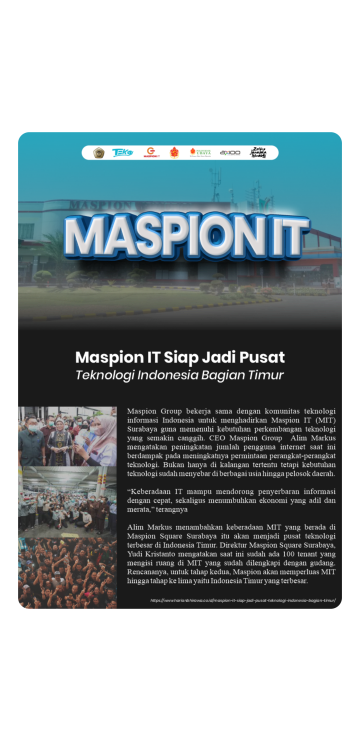 MASPION IT
Maspion IT Siap Jadi Pusat
Teknologi Indonesia Bagian Timur
Maspion Group bekerja sama dengan komunitas teknologi
informasi Indonesia untuk menghadirkan Maspion IT (MIT)
Surabaya guna memenuhi kebutuhan perkembangan teknologi
yang semakin canggih. CEO Maspion Group Alim Markus
mengatakan peningkatan jumlah pengguna internet saat ini
berdampak pada meningkatnya permintaan perangkat-perangkat
teknologi. Bukan hanya di kalangan tertentu tetapi kebutuhan
teknologi sudah menyebar di berbagai usia hingga pelosok daerah.
“Keberadaan IT mampu mendorong penyebaran informasi
dengan cepat, sekaligus menumbuhkan ekonomi yang adil dan
merata,” terangnya
Alim Markus menambahkan keberadaan MIT yang berada di
Maspion Square Surabaya itu akan menjadi pusat teknologi
terbesar di Indonesia Timur. Direktur Maspion Square Surabaya,
Yudi Kristanto mengatakan saat ini sudah ada 100 tenant yang
mengisi ruang di MIT yang sudah dilengkapi dengan gudang.
Rencananya, untuk tahap kedua, Maspion akan memperluas MIT
hingga tahap ke lima yaitu Indonesia Timur yang terbesar.